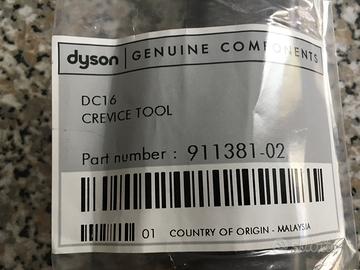 dyson GENUINE COMPONENTS
DC16
CREVICE TOOL
Part number : 911381-02
01 COUNTRY OF ORIGIN - MALAYSIA